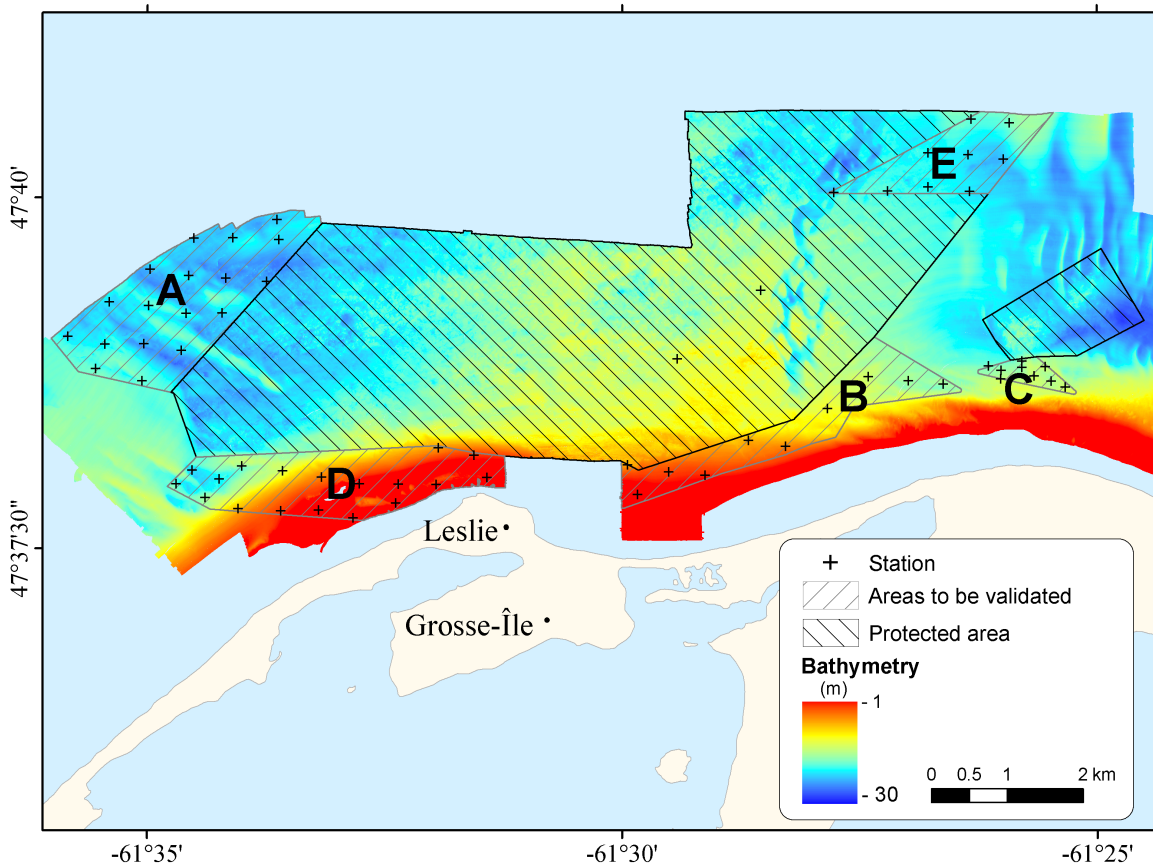 47°40'
47°37'30"
A
E
C
B
D
Leslie
Grosse-Île
Station
Areas to be validated
Protected area
Bathymetry
(m)
- 1
- 30
0 0.5 1 2 km
-61°35' -61°30' -61°25'